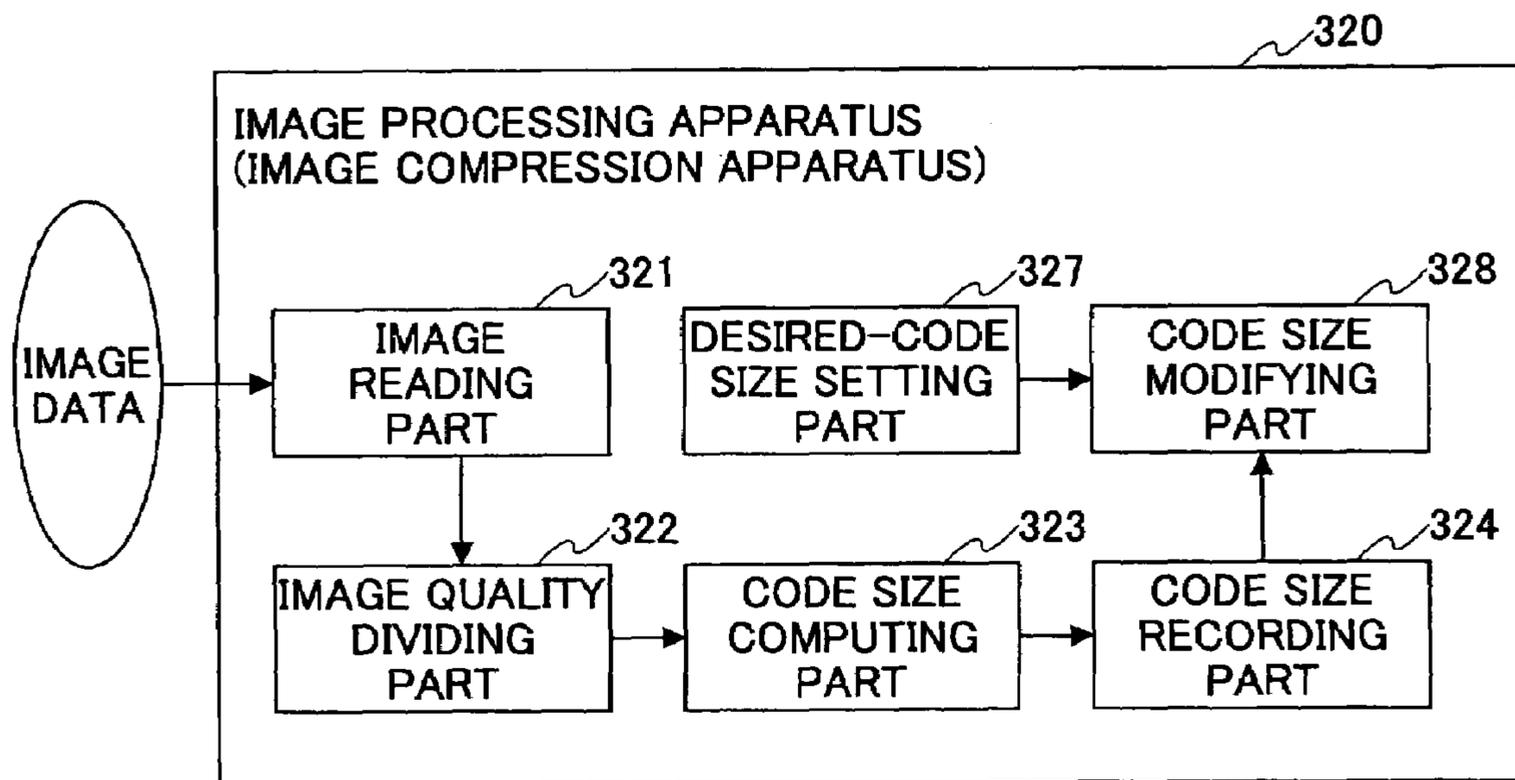 320
IMAGE PROCESSING APPARATUS
(IMAGE COMPRESSION APPARATUS)
IMAGE
DATA
321
IMAGE
READING
PART
327
DESIRED-CODE
SIZE SETTING
PART
328
CODE SIZE
MODIFYING
PART
322
IMAGE QUALITY
DIVIDING
PART
323
CODE SIZE
COMPUTING
PART
324
CODE SIZE
RECORDING
PART